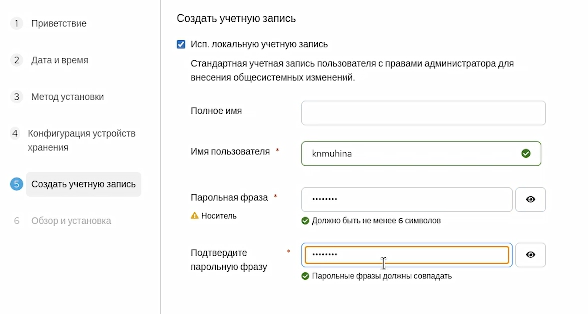 1 Приветствие
2 Дата и время
3 Метод установки
4 Конфигурация устройств
хранения
5 Создать учетную запись
6 Обзор и установка
Создать учетную запись
Исп. локальную учетную запись
Стандартная учетная запись пользователя с правами администратора для
внесения общесистемных изменений.
Полное имя
Имя пользователя *
knmuhina
Парольная фраза *
••••••••
Носитель
Должно быть не менее 6 символов
Подтвердите *
парольную фразу
••••••••
Парольные фразы должны совпадать